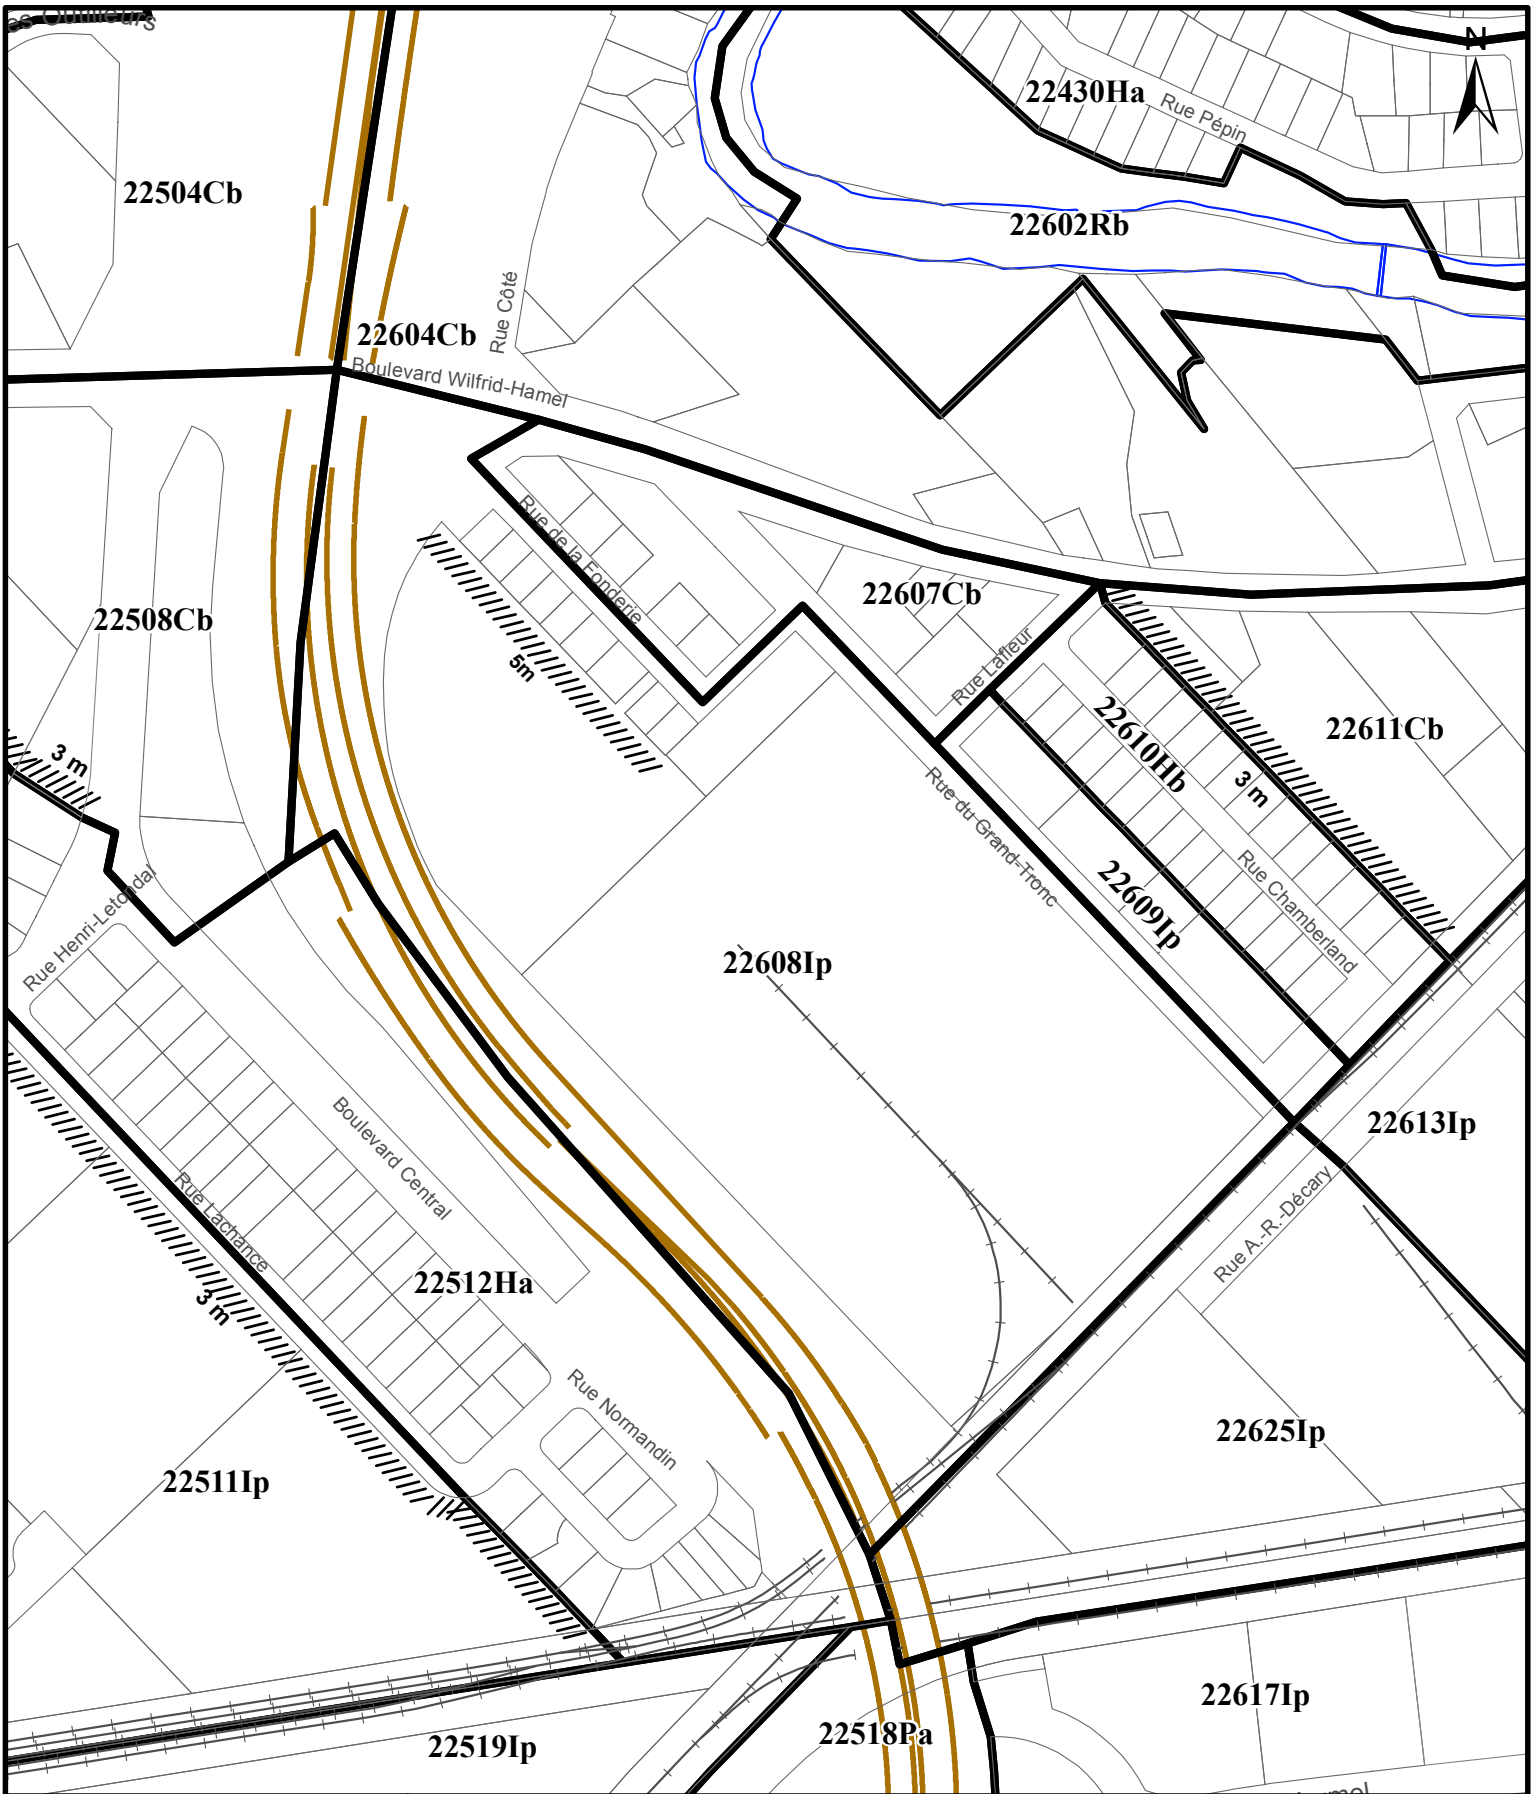 es Outilleurs
N
22430Ha
Rue Pépin
22504Cb
22602Rb
Rue Côté
22604Cb
Boulevard Wilfrid-Hamel
Rue de la Fonderie
22607Cb
22508Cb
5m
Rue Lafleur
22610Hb
22611Cb
3 m
3 m
Rue du Grand-Tronc
Rue Chamberland
22609Ip
Rue Henri-Letondal
22608Ip
22613Ip
Boulevard Central
Rue Lachance
Rue A.-R.-Décary
22512Ha
3 m
Rue Normandin
22625Ip
22511Ip
22617Ip
22518Pa
22519Ip